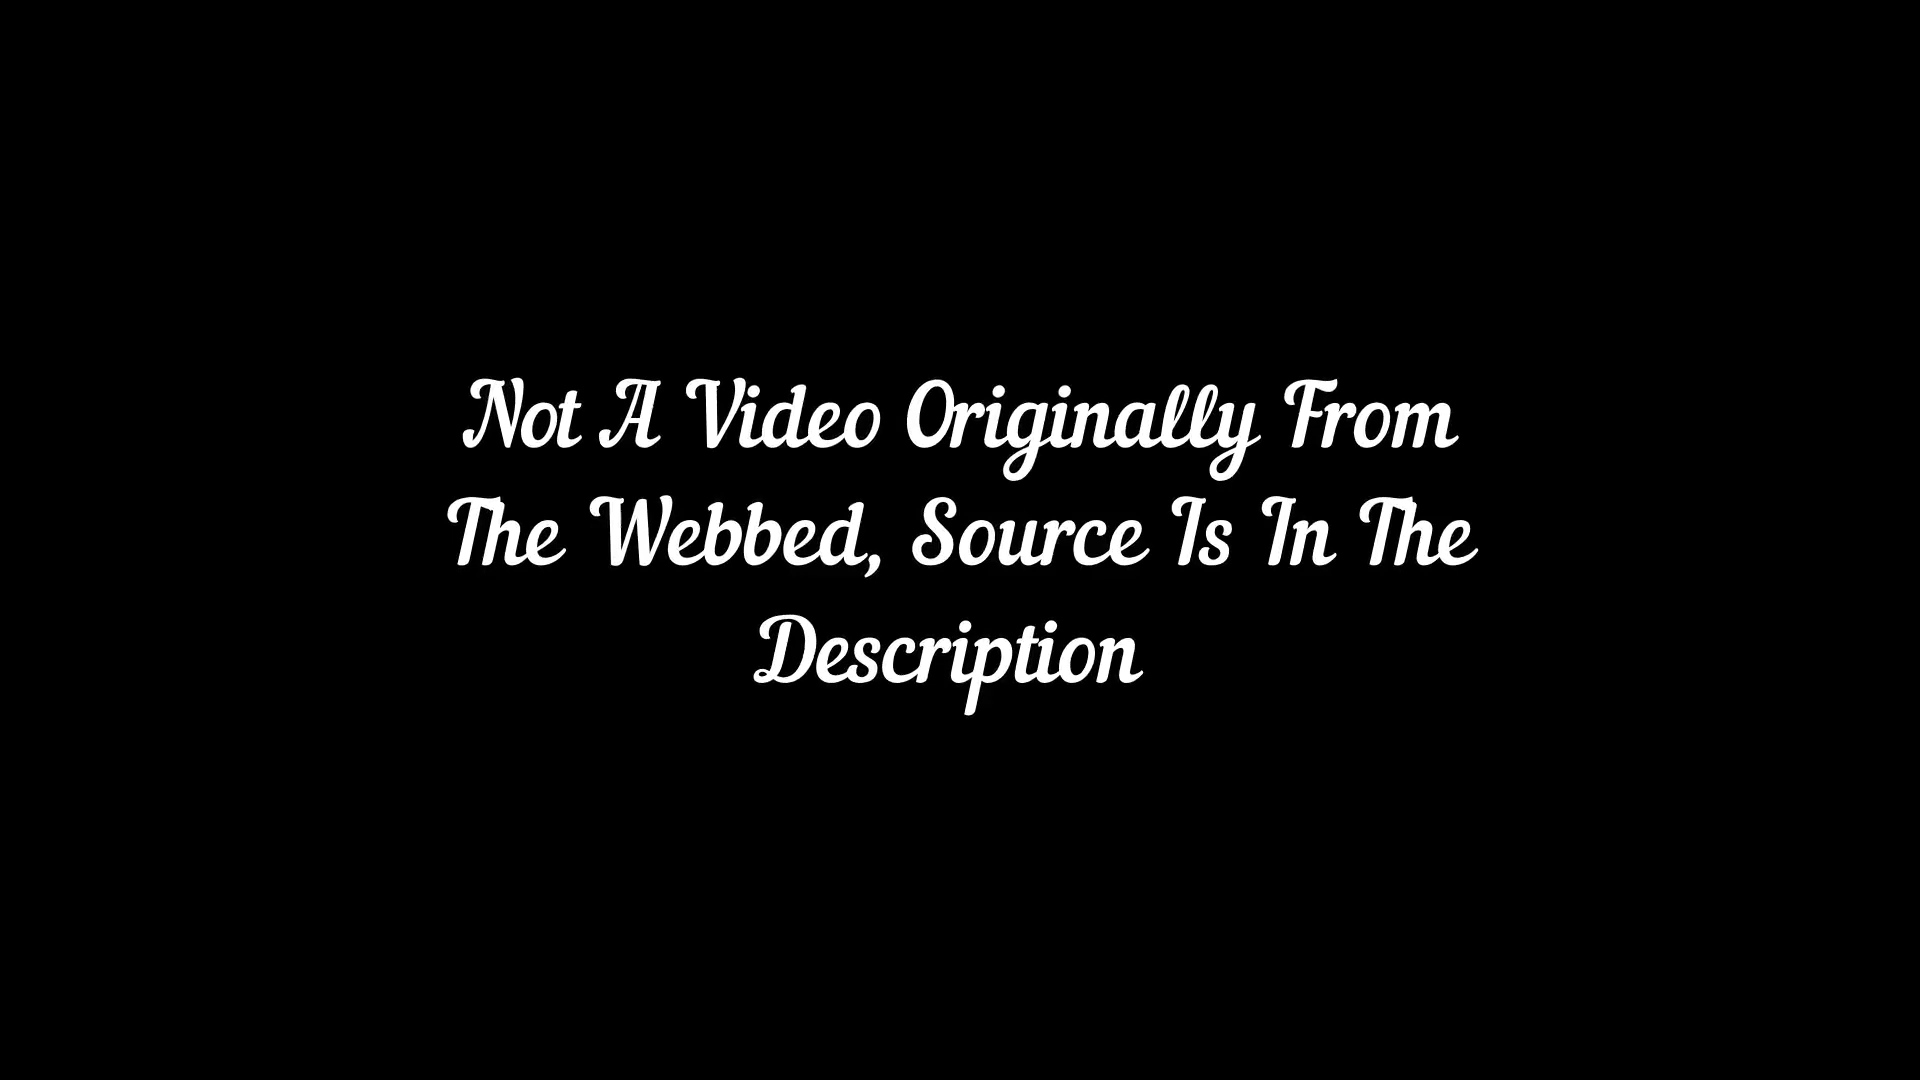 Not A Video Originally From
The Webbed, Source Is In The
Description